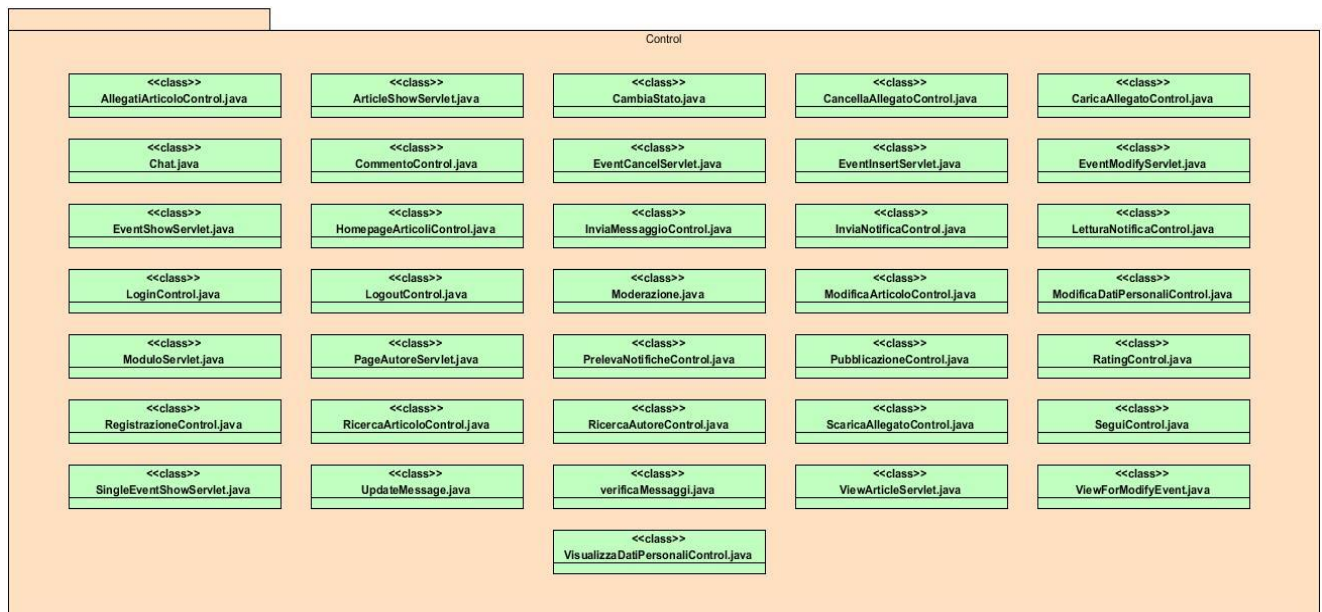 Control
<<class>>
AllegatiArticoloControl.java
<<class>>
ArticleShowServlet.java
<<class>>
CambiaStato.java
<<class>>
CancellaAllegatoControl.java
<<class>>
CaricaAllegatoControl.java
<<class>>
Chat.java
<<class>>
CommentoControl.java
<<class>>
EventCancelServlet.java
<<class>>
EventInsertServlet.java
<<class>>
EventModifyServlet.java
<<class>>
EventShowServlet.java
<<class>>
HomepageArticoliControl.java
<<class>>
InviaMessaggioControl.java
<<class>>
InviaNotificaControl.java
<<class>>
LetturaNotificaControl.java
<<class>>
LoginControl.java
<<class>>
LogoutControl.java
<<class>>
Moderazione.java
<<class>>
ModificaArticoloControl.java
<<class>>
ModificaDatiPersonaliControl.java
<<class>>
ModuloServlet.java
<<class>>
PageAutoreServlet.java
<<class>>
PrelevaNotificheControl.java
<<class>>
PubblicazioneControl.java
<<class>>
RatingControl.java
<<class>>
RegistrazioneControl.java
<<class>>
RicercaArticoloControl.java
<<class>>
RicercaAutoreControl.java
<<class>>
ScaricaAllegatoControl.java
<<class>>
SeguiControl.java
<<class>>
SingleEventShowServlet.java
<<class>>
UpdateMessage.java
<<class>>
verificaMessaggi.java
<<class>>
ViewArticleServlet.java
<<class>>
ViewForModifyEvent.java
<<class>>
VisualizzaDatiPersonaliControl.java